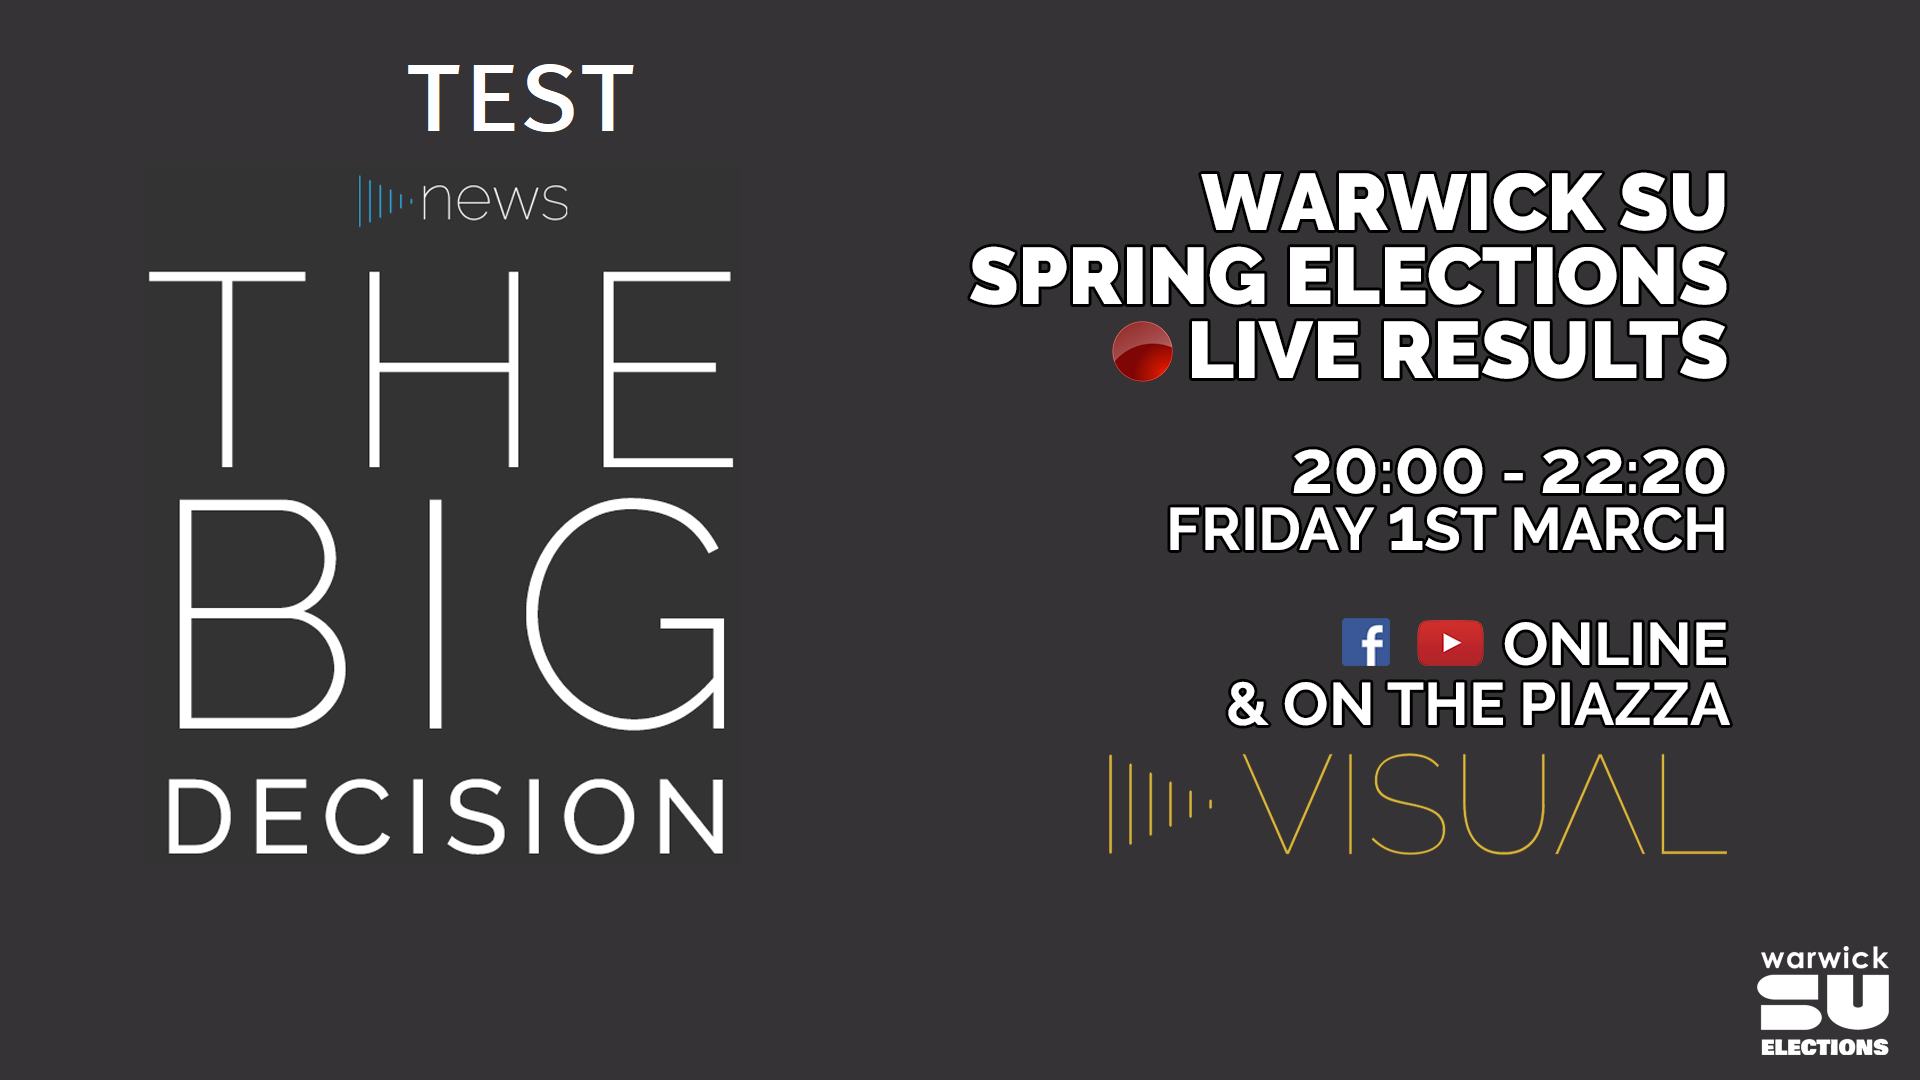 TEST
news
THE
BIG
DECISION
WARWICK SU
SPRING ELECTIONS
LIVE RESULTS
20:00 - 22:20
FRIDAY 1ST MARCH
f ONLINE
& ON THE PIAZZA
VISUAL
warwick
SU
ELECTIONS